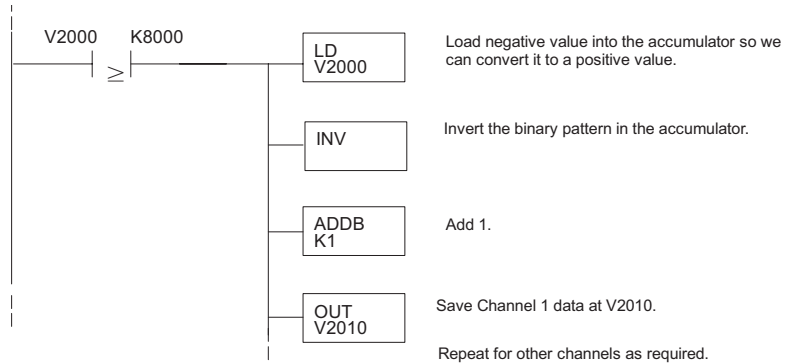 V2000 K8000
≥
LD
V2000
Load negative value into the accumulator so we
can convert it to a positive value.
INV
Invert the binary pattern in the accumulator.
ADDB
K1
Add 1.
OUT
V2010
Save Channel 1 data at V2010.
Repeat for other channels as required.